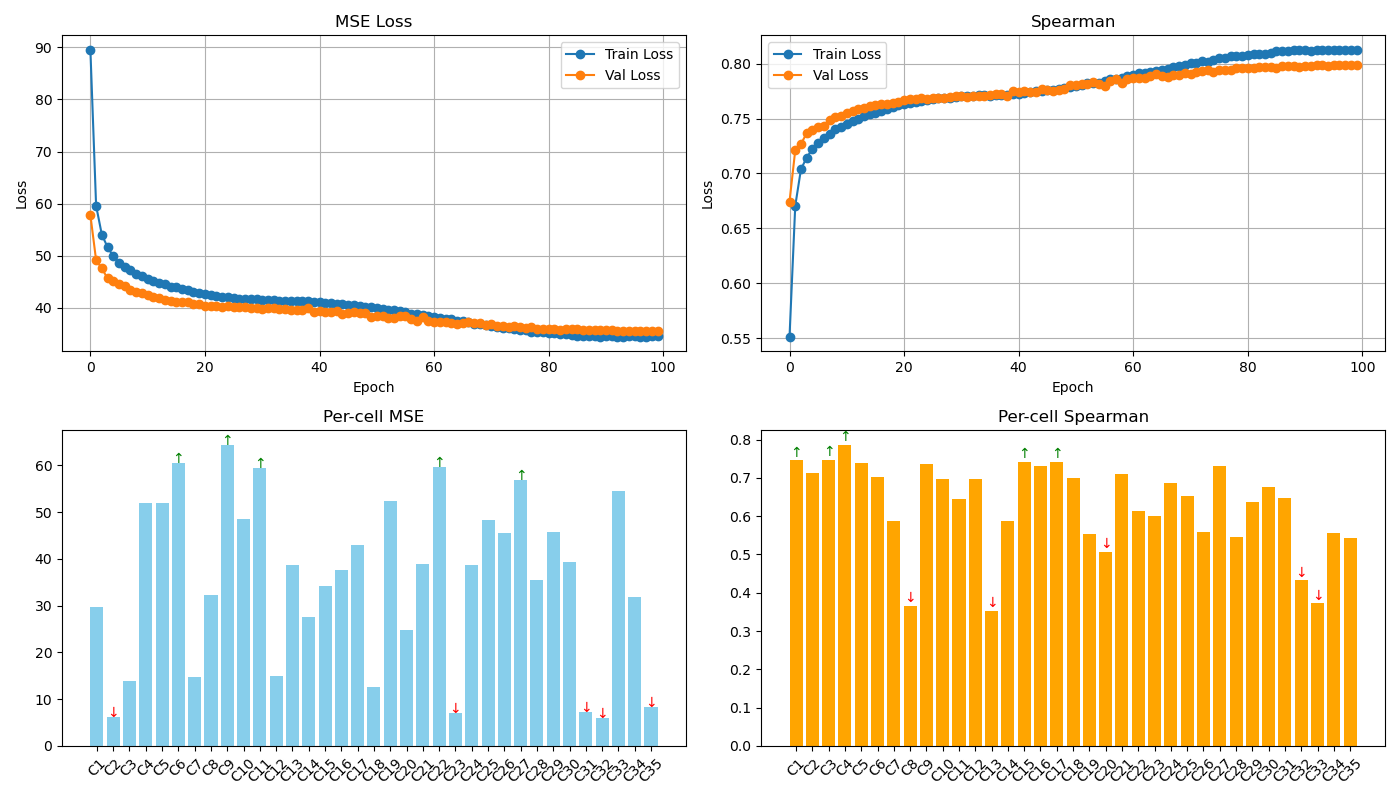 MSE Loss
90
80
70
60
50
40
Loss
Train Loss
Val Loss
0 20 40 60 80 100
Epoch
Spearman
0.80
0.75
0.70
0.65
0.60
0.55
Loss
Train Loss
Val Loss
0 20 40 60 80 100
Epoch
Per-cell MSE
60
50
40
30
20
10
0
↑ ↑ ↑ ↑ ↑
↓ ↓ ↓ ↓ ↓
C1 C2 C3 C4 C5 C6 C7 C8 C9 C10 C11 C12 C13 C14 C15 C16 C17 C18 C19 C20 C21 C22 C23 C24 C25 C26 C27 C28 C29 C30 C31 C32 C33 C34 C35
Per-cell Spearman
0.8
0.7
0.6
0.5
0.4
0.3
0.2
0.1
0.0
↑ ↑ ↑ ↑ ↑
↓ ↓ ↓ ↓ ↓
C1 C2 C3 C4 C5 C6 C7 C8 C9 C10 C11 C12 C13 C14 C15 C16 C17 C18 C19 C20 C21 C22 C23 C24 C25 C26 C27 C28 C29 C30 C31 C32 C33 C34 C35